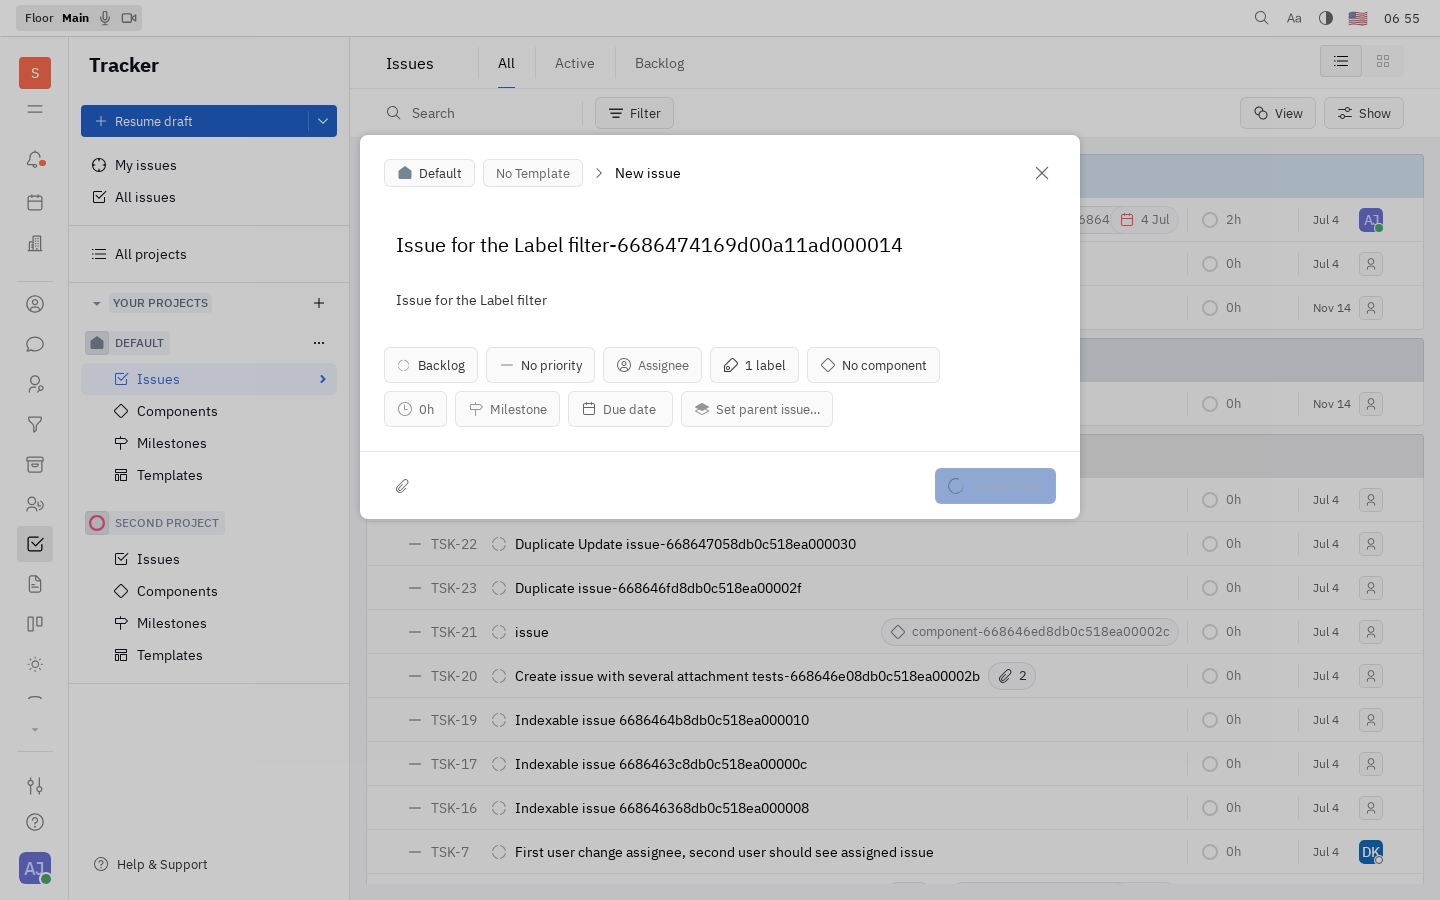 Floor Main
Aa
06 55
S
Tracker
Resume draft
My issues
All issues
All projects
YOUR PROJECTS
DEFAULT
Issues
Components
Milestones
Templates
SECOND PROJECT
Issues
Components
Milestones
Templates
Help & Support
AJ
Issues
All
Active
Backlog
Search
Filter
View
Show
Default
No Template
New issue
Issue for the Label filter-6686474169d00a11ad000014
Issue for the Label filter
Backlog
No priority
Assignee
1 label
No component
0h
Milestone
Due date
Set parent issue...
6864
4 Jul
2h
Jul 4
AJ
0h
Jul 4
0h
Nov 14
Nov 14
0h
Jul 4
TSK-22 Duplicate Update issue-668647058db0c518ea000030 0h Jul 4
TSK-23 Duplicate issue-668646fd8db0c518ea00002f 0h Jul 4
TSK-21 issue component-668646ed8db0c518ea00002c 0h Jul 4
TSK-20 Create issue with several attachment tests-668646e08db0c518ea00002b 2 0h Jul 4
TSK-19 Indexable issue 6686464b8db0c518ea000010 0h Jul 4
TSK-17 Indexable issue 6686463c8db0c518ea00000c 0h Jul 4
TSK-16 Indexable issue 668646368db0c518ea000008 0h Jul 4
TSK-7 First user change assignee, second user should see assigned issue 0h Jul 4 DK